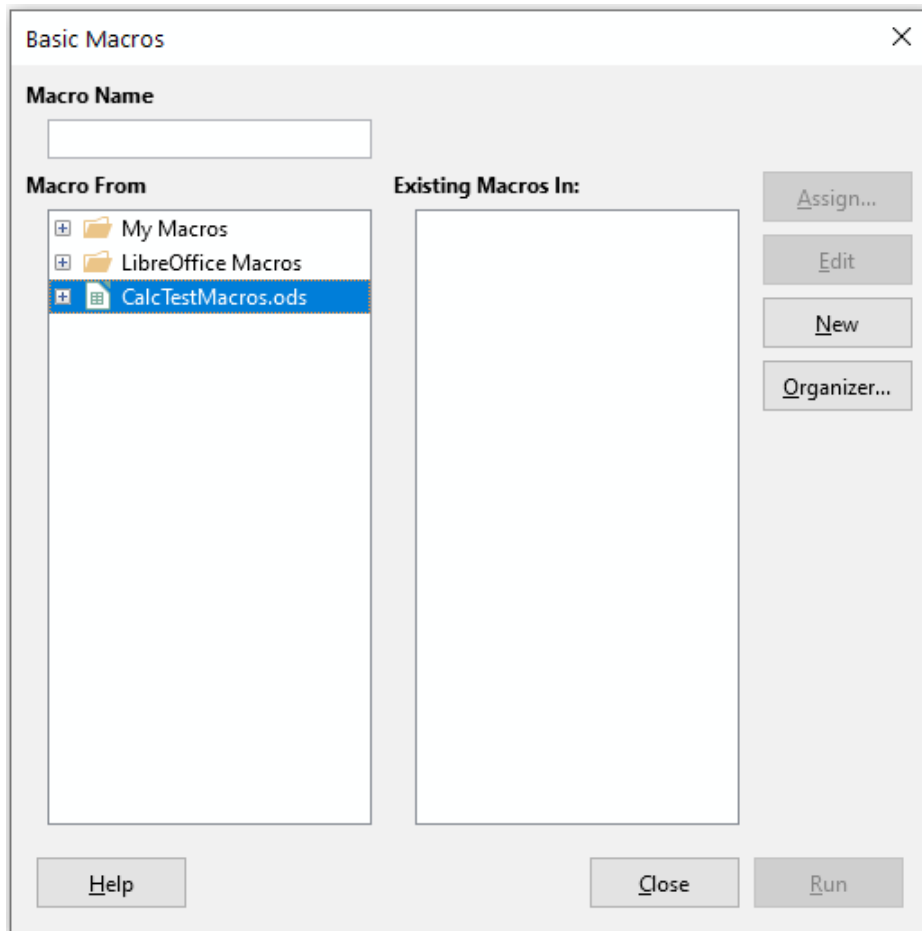 Basic Macros
Macro Name
Macro From
Existing Macros In:
My Macros
LibreOffice Macros
CalcTestMacros.ods
Assign...
Edit
New
Organizer...
Help
Close
Run